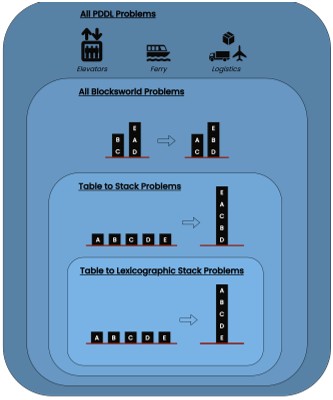 All PDDL Problems
Elevators Ferry Logistics
All Blocksworld Problems
E E
B A A B
C D C D
Table to Stack Problems
E
A
C
B
A B C D E D
Table to Lexicographic Stack Problems
A
B
C
D
A B C D E E